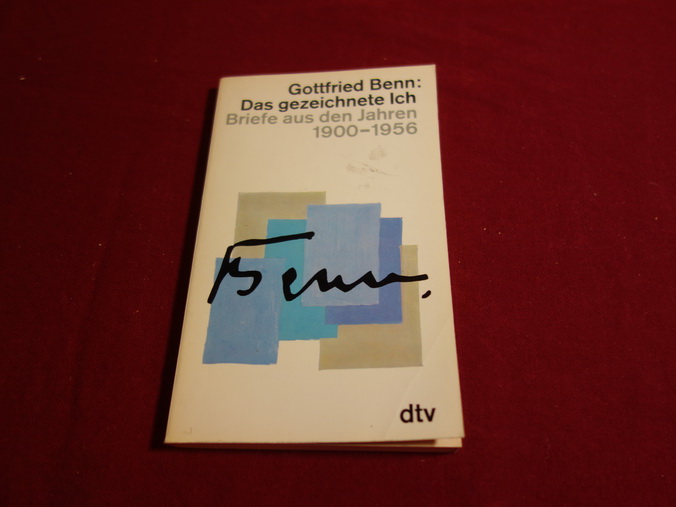 Gottfried Benn:
Das gezeichnete Ich
Briefe aus den Jahren
1900–1956
Benn.
dtv